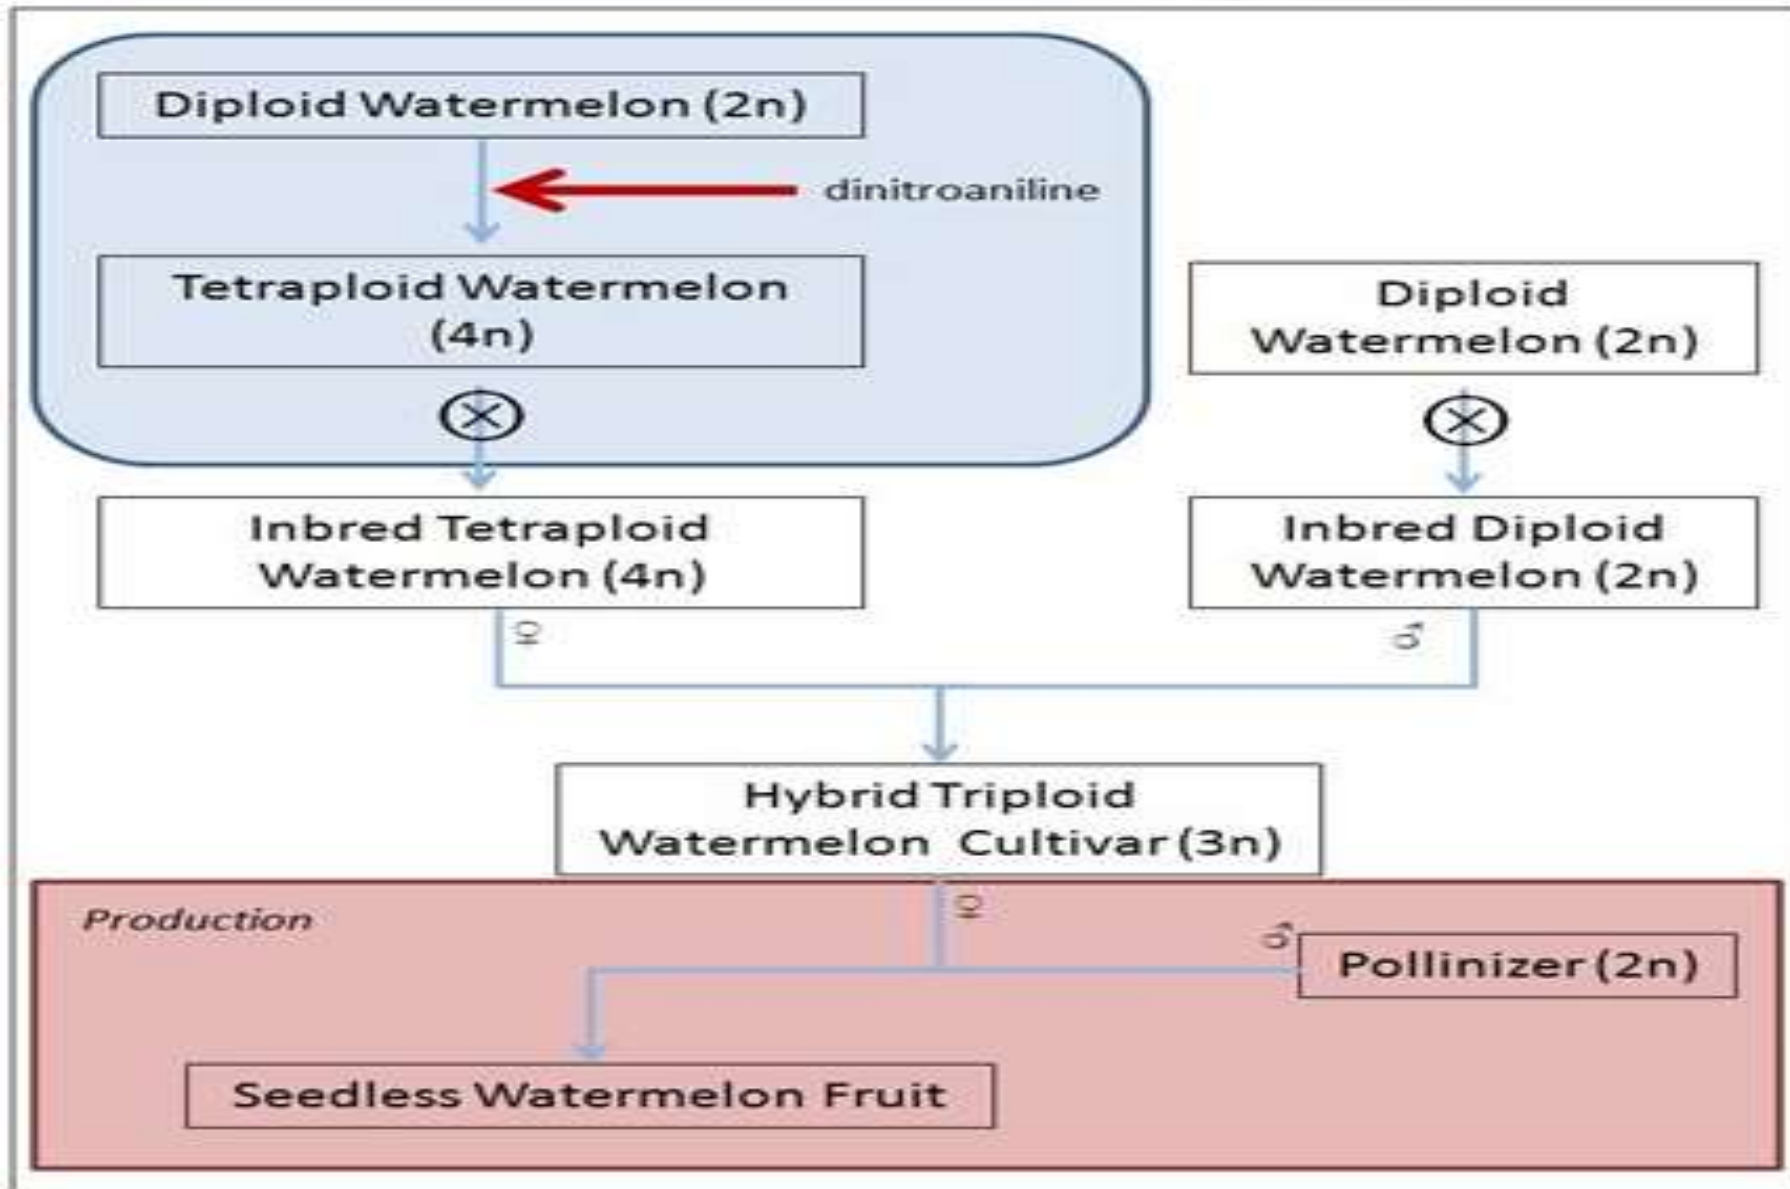 Diploid Watermelon (2n)
dinitroaniline
Tetraploid Watermelon
(4n)
Diploid
Watermelon (2n)
Inbred Tetraploid
Watermelon (4n)
Inbred Diploid
Watermelon (2n)
♀
♂
Hybrid Triploid
Watermelon Cultivar (3n)
Production
♀
♂
Pollinizer (2n)
Seedless Watermelon Fruit